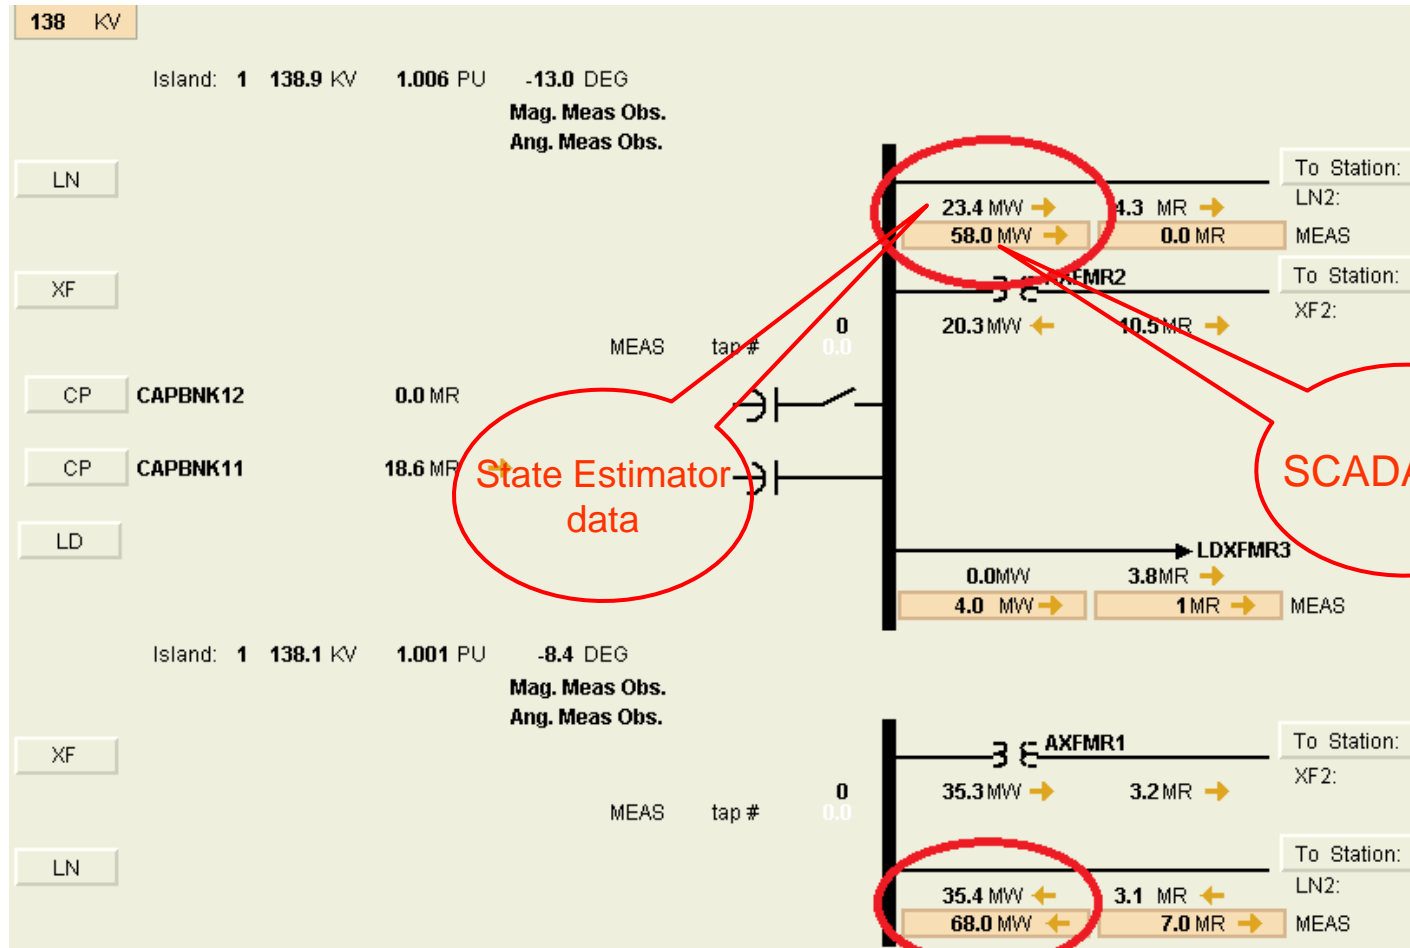 138 KV
Island: 1 138.9 KV 1.006 PU -13.0 DEG
Mag. Meas Obs.
Ang. Meas Obs.
LN
To Station:
LN2:
23.4 MW 4.3 MR
58.0 MW 0.0 MR MEAS
XF
To Station:
XF2:
20.3 MW 10.5 MR
0
MEAS tap # 0.0
CP CAPBNK12 0.0 MR
CP CAPBNK11 18.6 MR
State Estimator
data
LD
LDXFMR3
0.0MW 3.8MR
4.0 MW 1 MR MEAS
Island: 1 138.1 KV 1.001 PU -8.4 DEG
Mag. Meas Obs.
Ang. Meas Obs.
XF
AXFMR1
To Station:
XF2:
35.3 MW 3.2 MR
0
MEAS tap # 0.0
LN
To Station:
LN2:
35.4 MW 3.1 MR
68.0 MW 7.0 MR MEAS